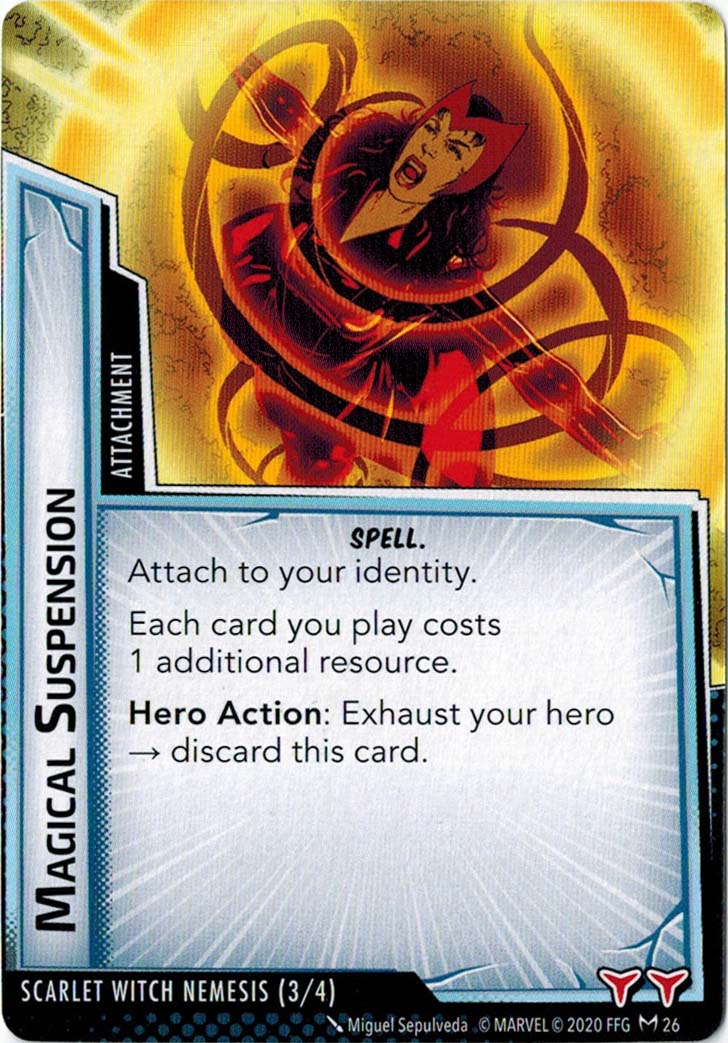 ATTACHMENT
MAGICAL SUSPENSION
SPELL.
Attach to your identity.
Each card you play costs
1 additional resource.
Hero Action: Exhaust your hero
→ discard this card.
SCARLET WITCH NEMESIS (3/4)
Miguel Sepulveda © MARVEL © 2020 FFG 26